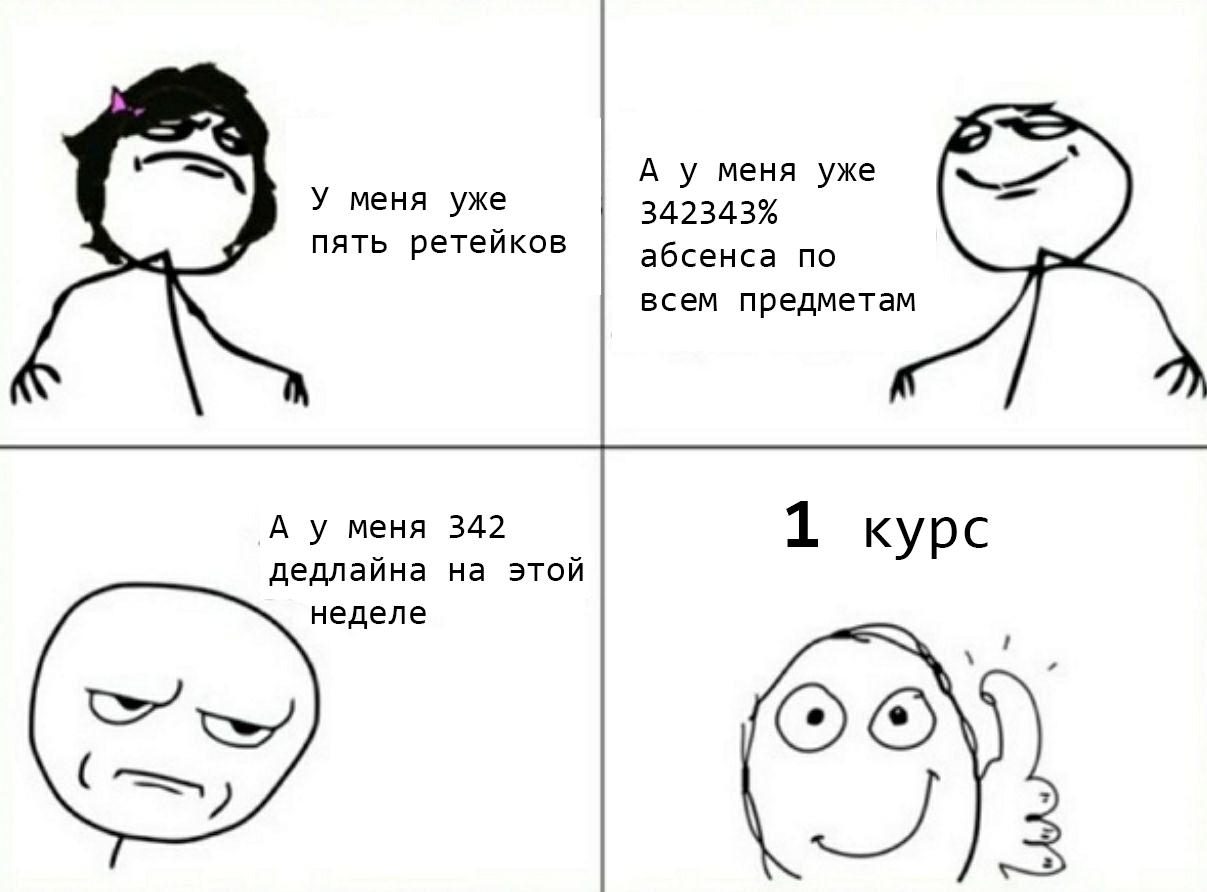 У меня уже
пять ретейков
А у меня уже
342343%
абсенса по
всем предметам
А у меня 342
дедлайна на этой
неделе
1 курс